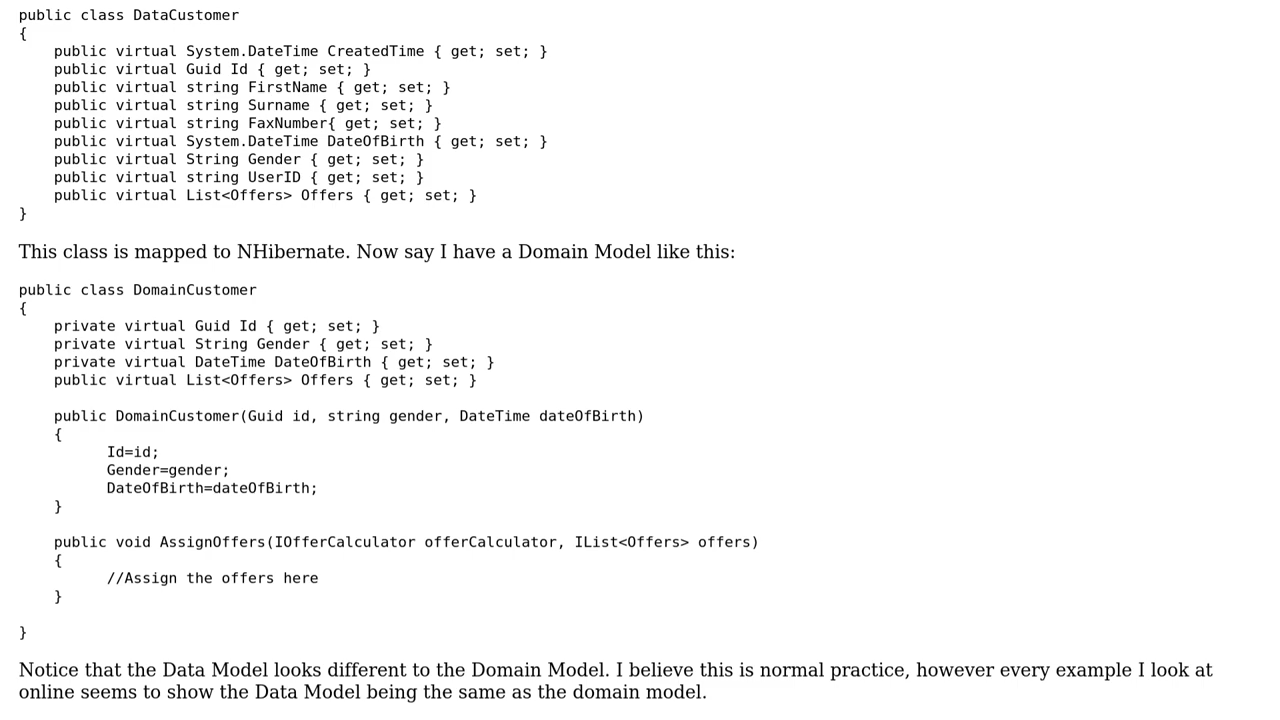 public class DataCustomer
{
    public virtual System.DateTime CreatedTime { get; set; }
    public virtual Guid Id { get; set; }
    public virtual string FirstName { get; set; }
    public virtual string Surname { get; set; }
    public virtual string FaxNumber{ get; set; }
    public virtual System.DateTime DateOfBirth { get; set; }
    public virtual String Gender { get; set; }
    public virtual string UserID { get; set; }
    public virtual List<Offers> Offers { get; set; }
}
This class is mapped to NHibernate. Now say I have a Domain Model like this:
public class DomainCustomer
{
    private virtual Guid Id { get; set; }
    private virtual String Gender { get; set; }
    private virtual DateTime DateOfBirth { get; set; }
    public virtual List<Offers> Offers { get; set; }
    public DomainCustomer(Guid id, string gender, DateTime dateOfBirth)
    {
          Id=id;
          Gender=gender;
          DateOfBirth=dateOfBirth;
    }
    public void AssignOffers(IOfferCalculator offerCalculator, IList<Offers> offers)
    {
          //Assign the offers here
    }
}
Notice that the Data Model looks different to the Domain Model. I believe this is normal practice, however every example I look at
online seems to show the Data Model being the same as the domain model.